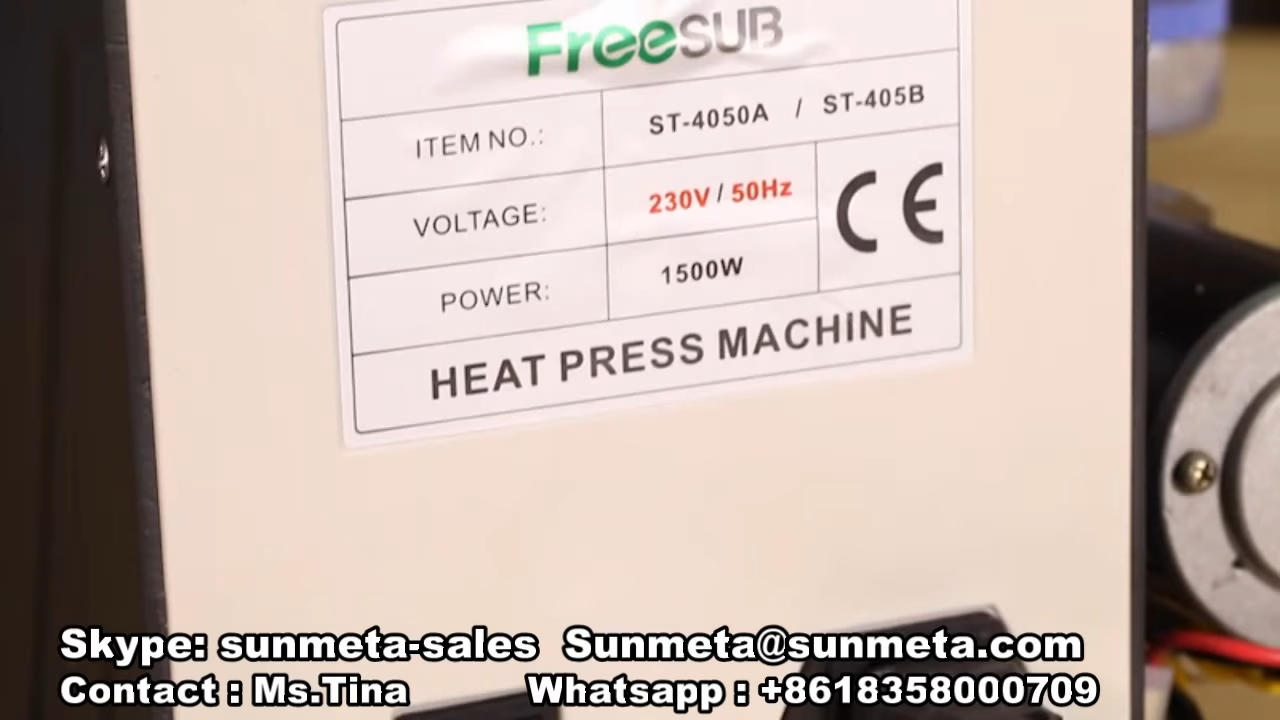 FreeSUB
ITEM NO.: ST-4050A / ST-405B
VOLTAGE: 230V / 50Hz
CE
POWER: 1500W
HEAT PRESS MACHINE
Skype: sunmeta-sales Sunmeta@sunmeta.com
Contact : Ms.Tina Whatsapp : +8618358000709